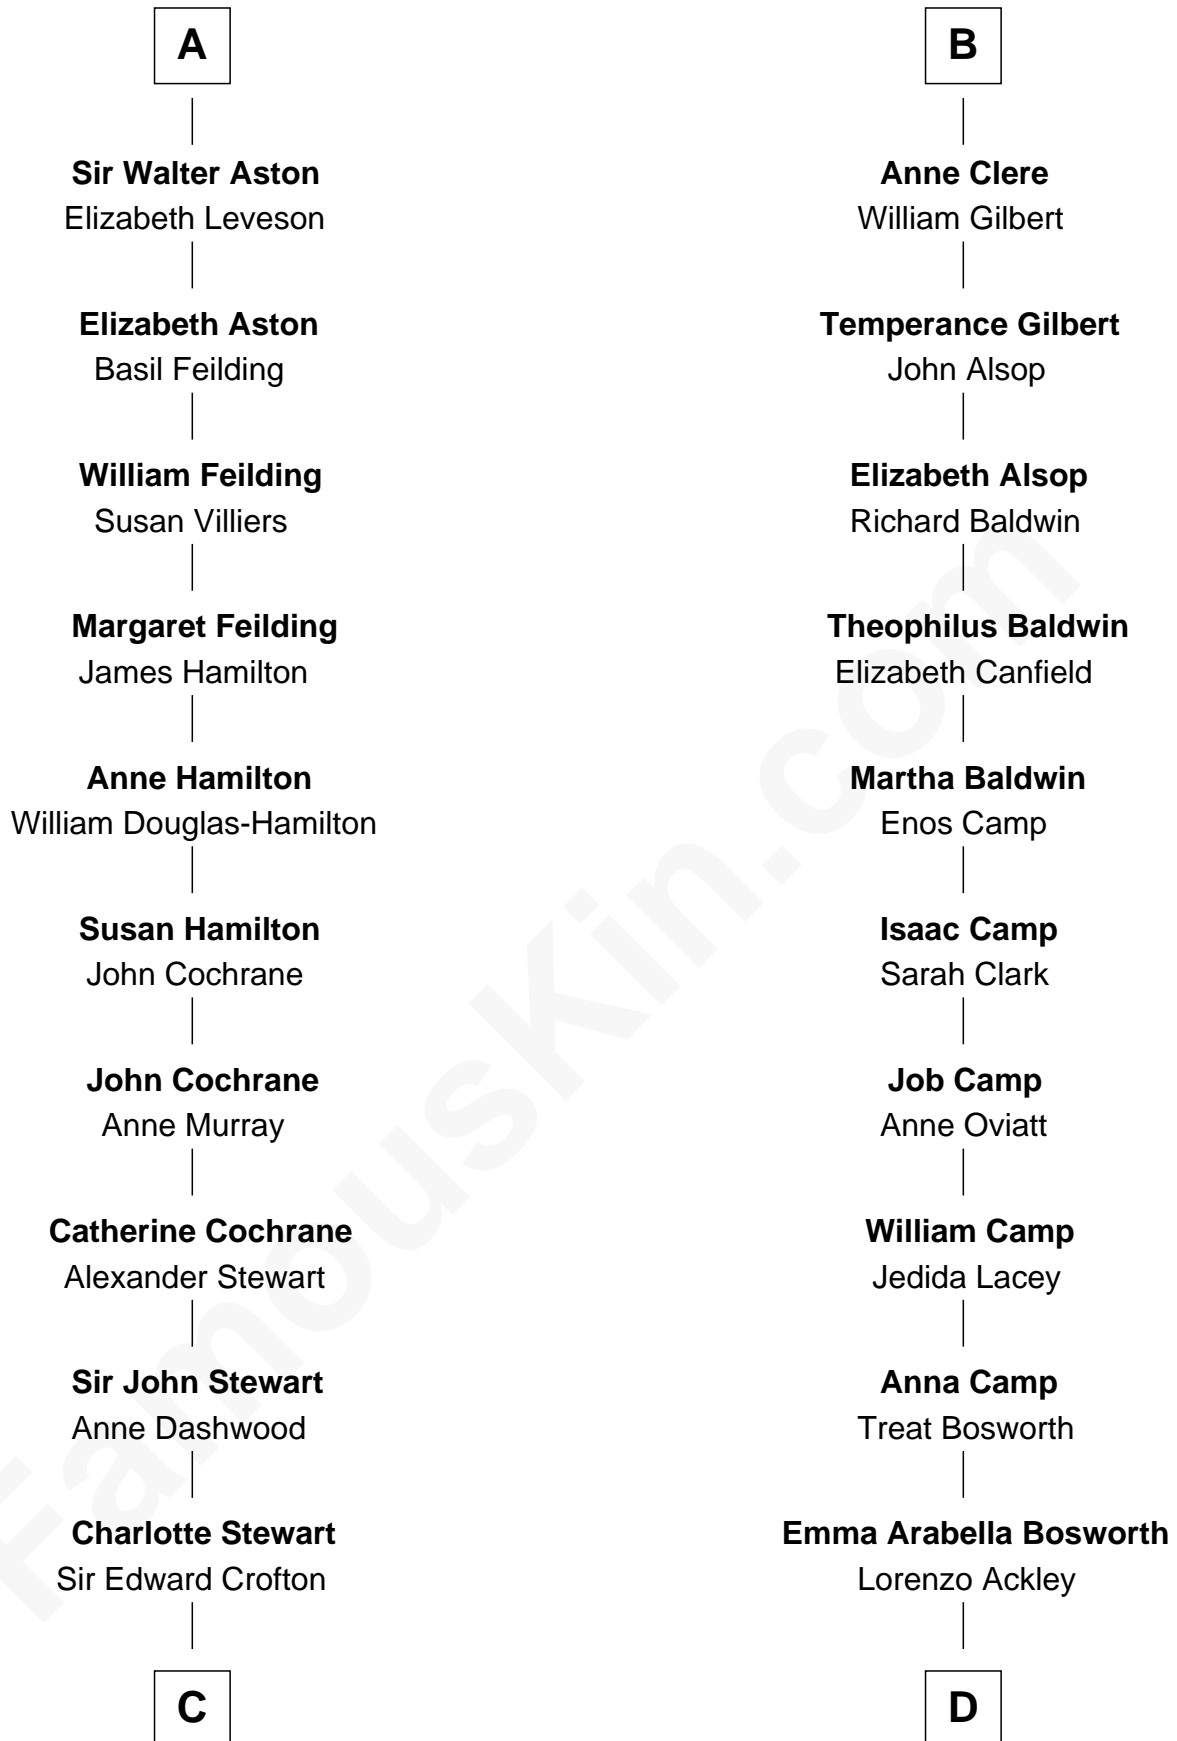 A
Sir Walter Aston
Elizabeth Leveson
Elizabeth Aston
Basil Feilding
William Feilding
Susan Villiers
Margaret Feilding
James Hamilton
Anne Hamilton
William Douglas-Hamilton
Susan Hamilton
John Cochrane
John Cochrane
Anne Murray
Catherine Cochrane
Alexander Stewart
Sir John Stewart
Anne Dashwood
Charlotte Stewart
Sir Edward Crofton
C
B
Anne Clere
William Gilbert
Temperance Gilbert
John Alsop
Elizabeth Alsop
Richard Baldwin
Theophilus Baldwin
Elizabeth Canfield
Martha Baldwin
Enos Camp
Isaac Camp
Sarah Clark
Job Camp
Anne Oviatt
William Camp
Jedida Lacey
Anna Camp
Treat Bosworth
Emma Arabella Bosworth
Lorenzo Ackley
D
FamousKin.com